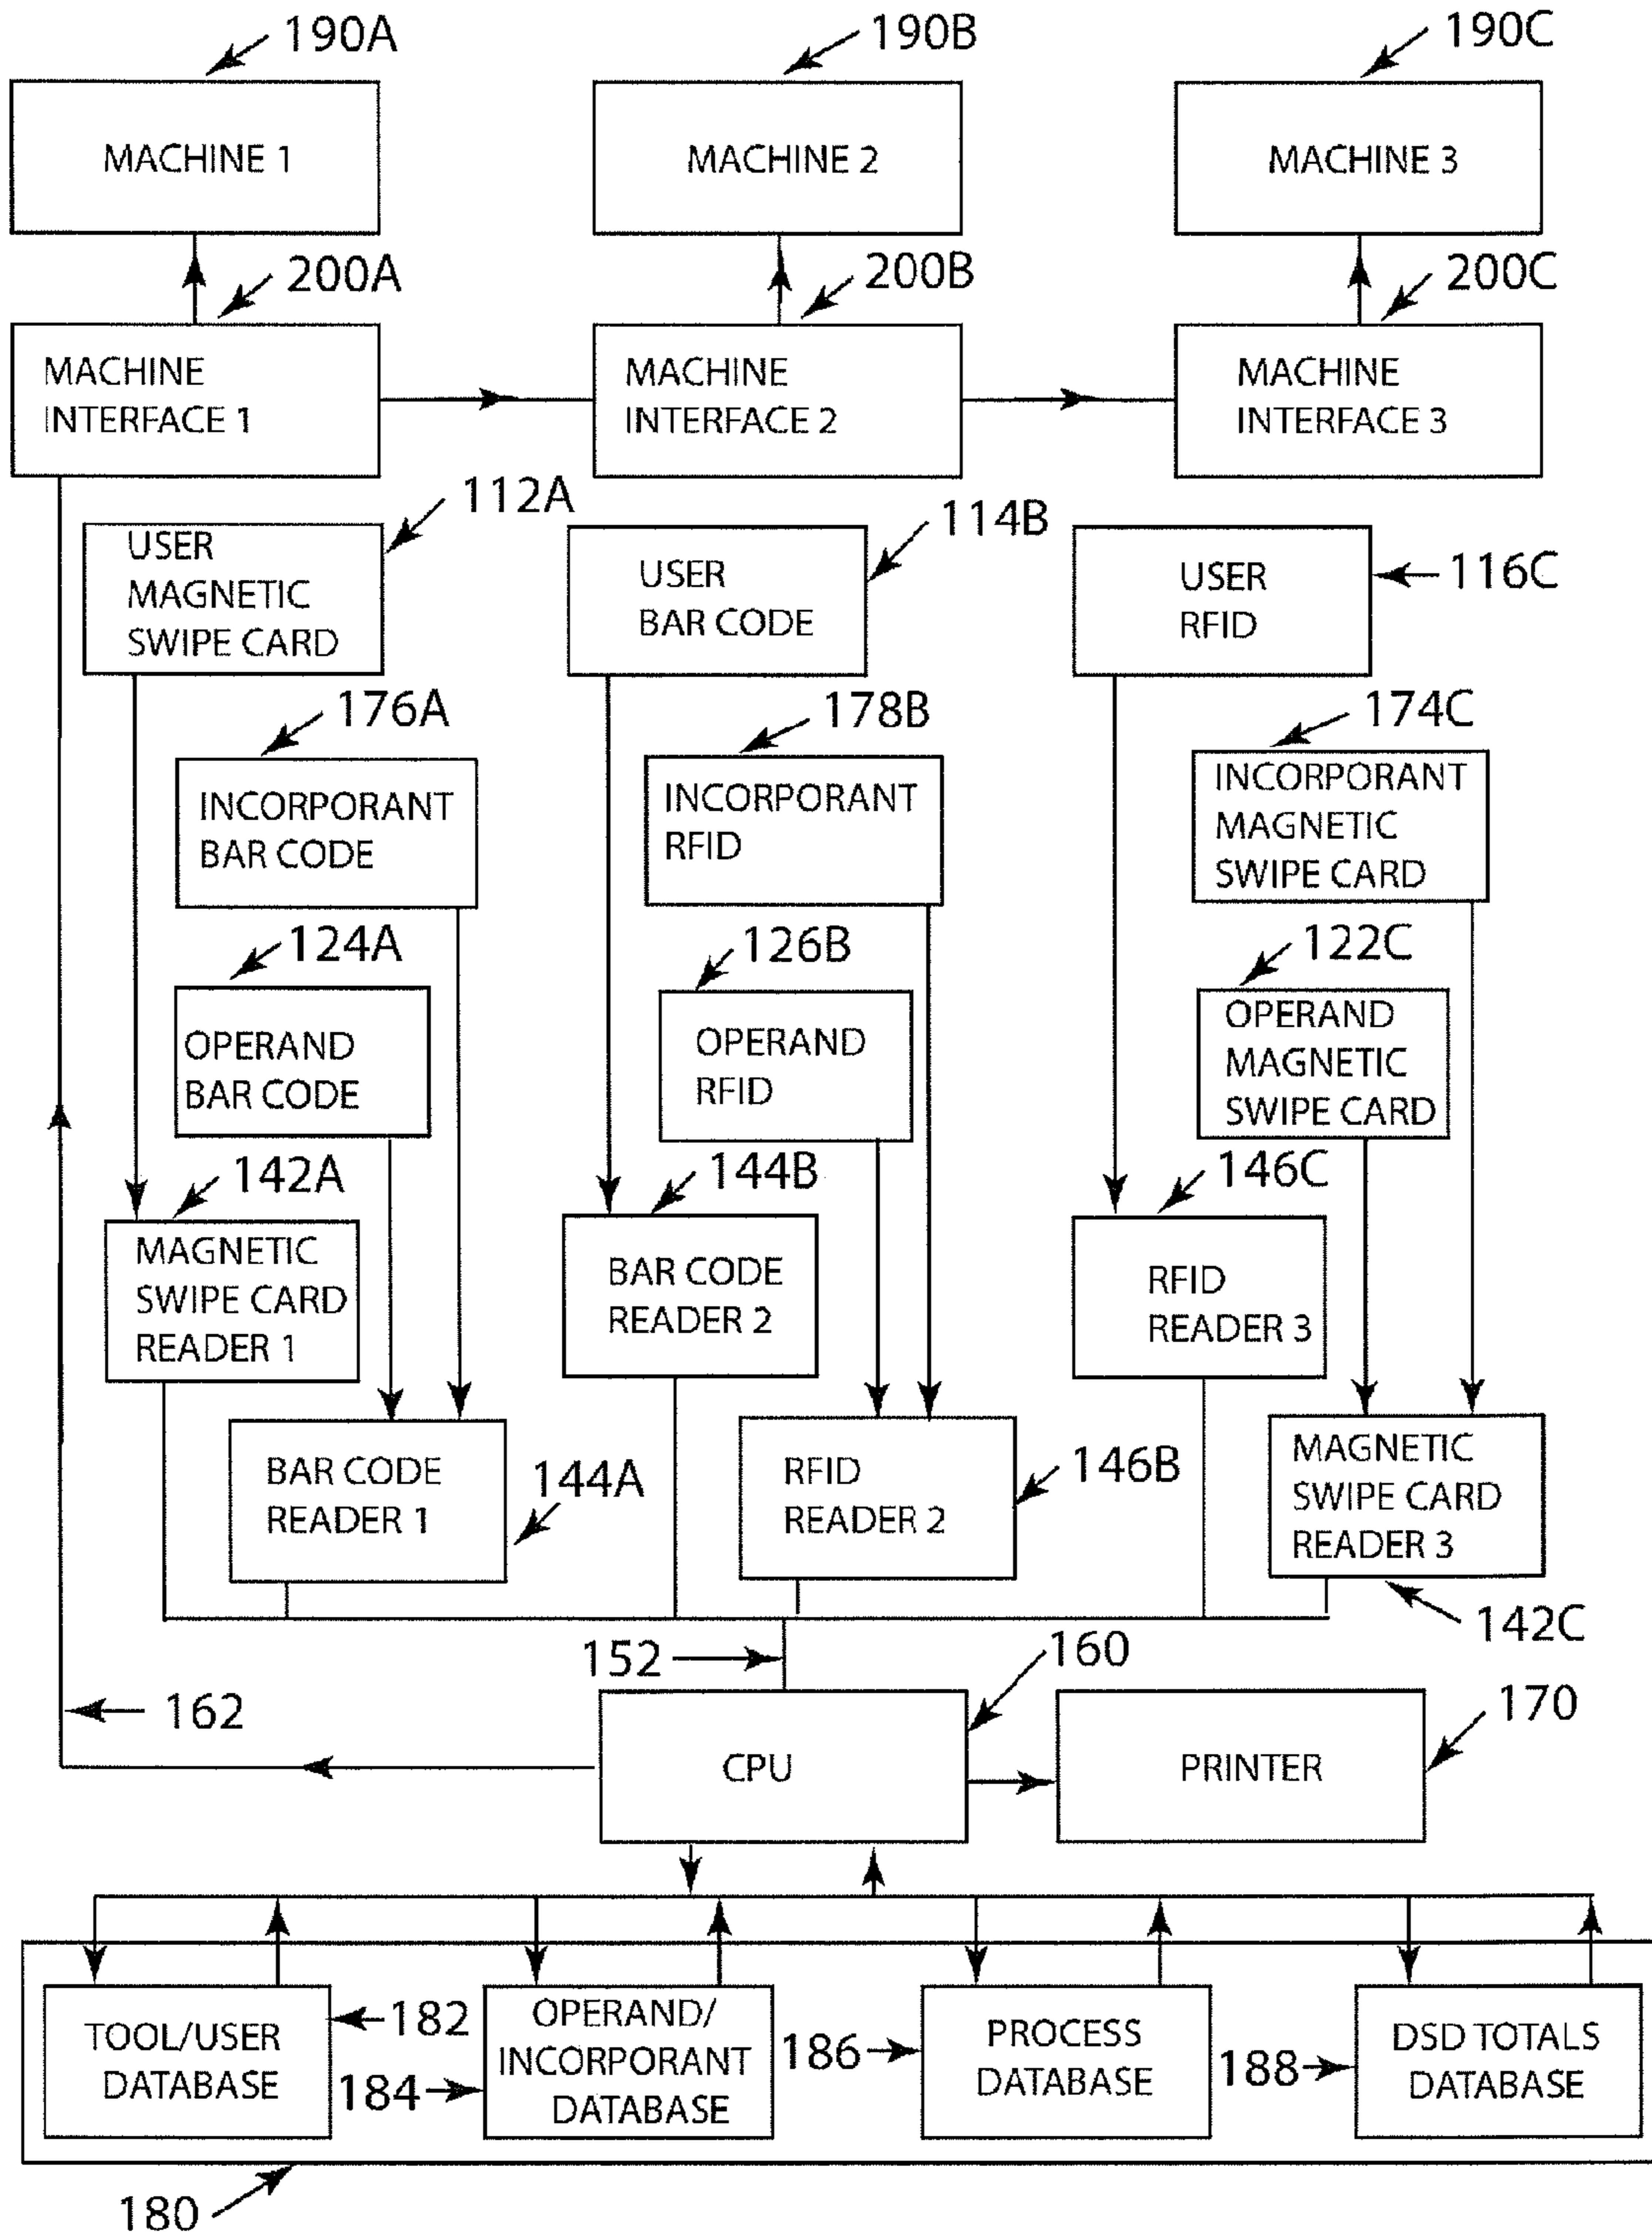 190A
190B
190C
MACHINE 1
MACHINE 2
MACHINE 3
200A
200B
200C
MACHINE
INTERFACE 1
MACHINE
INTERFACE 2
MACHINE
INTERFACE 3
112A
114B
116C
USER
MAGNETIC
SWIPE CARD
USER
BAR CODE
USER
RFID
176A
178B
174C
INCORPORANT
BAR CODE
INCORPORANT
RFID
INCORPORANT
MAGNETIC
SWIPE CARD
124A
126B
122C
OPERAND
BAR CODE
OPERAND
RFID
OPERAND
MAGNETIC
SWIPE CARD
142A
144B
146C
MAGNETIC
SWIPE CARD
READER 1
BAR CODE
READER 2
RFID
READER 3
BAR CODE
READER 1
144A
RFID
READER 2
146B
MAGNETIC
SWIPE CARD
READER 3
142C
152
160
162
170
CPU
PRINTER
TOOL/USER
DATABASE
182
184
OPERAND/
INCORPORANT
DATABASE
186
PROCESS
DATABASE
188
DSD TOTALS
DATABASE
180